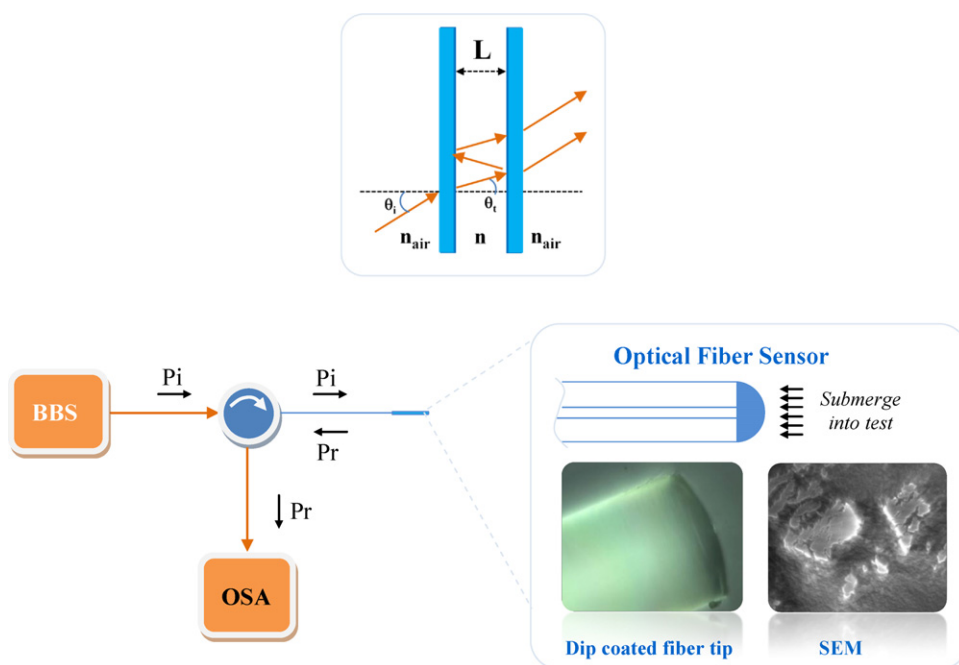 L
θi
θt
nair
n
nair
Optical Fiber Sensor
Pi
Pi
BBS
Submerge
into test
Pr
Pr
OSA
Dip coated fiber tip
SEM